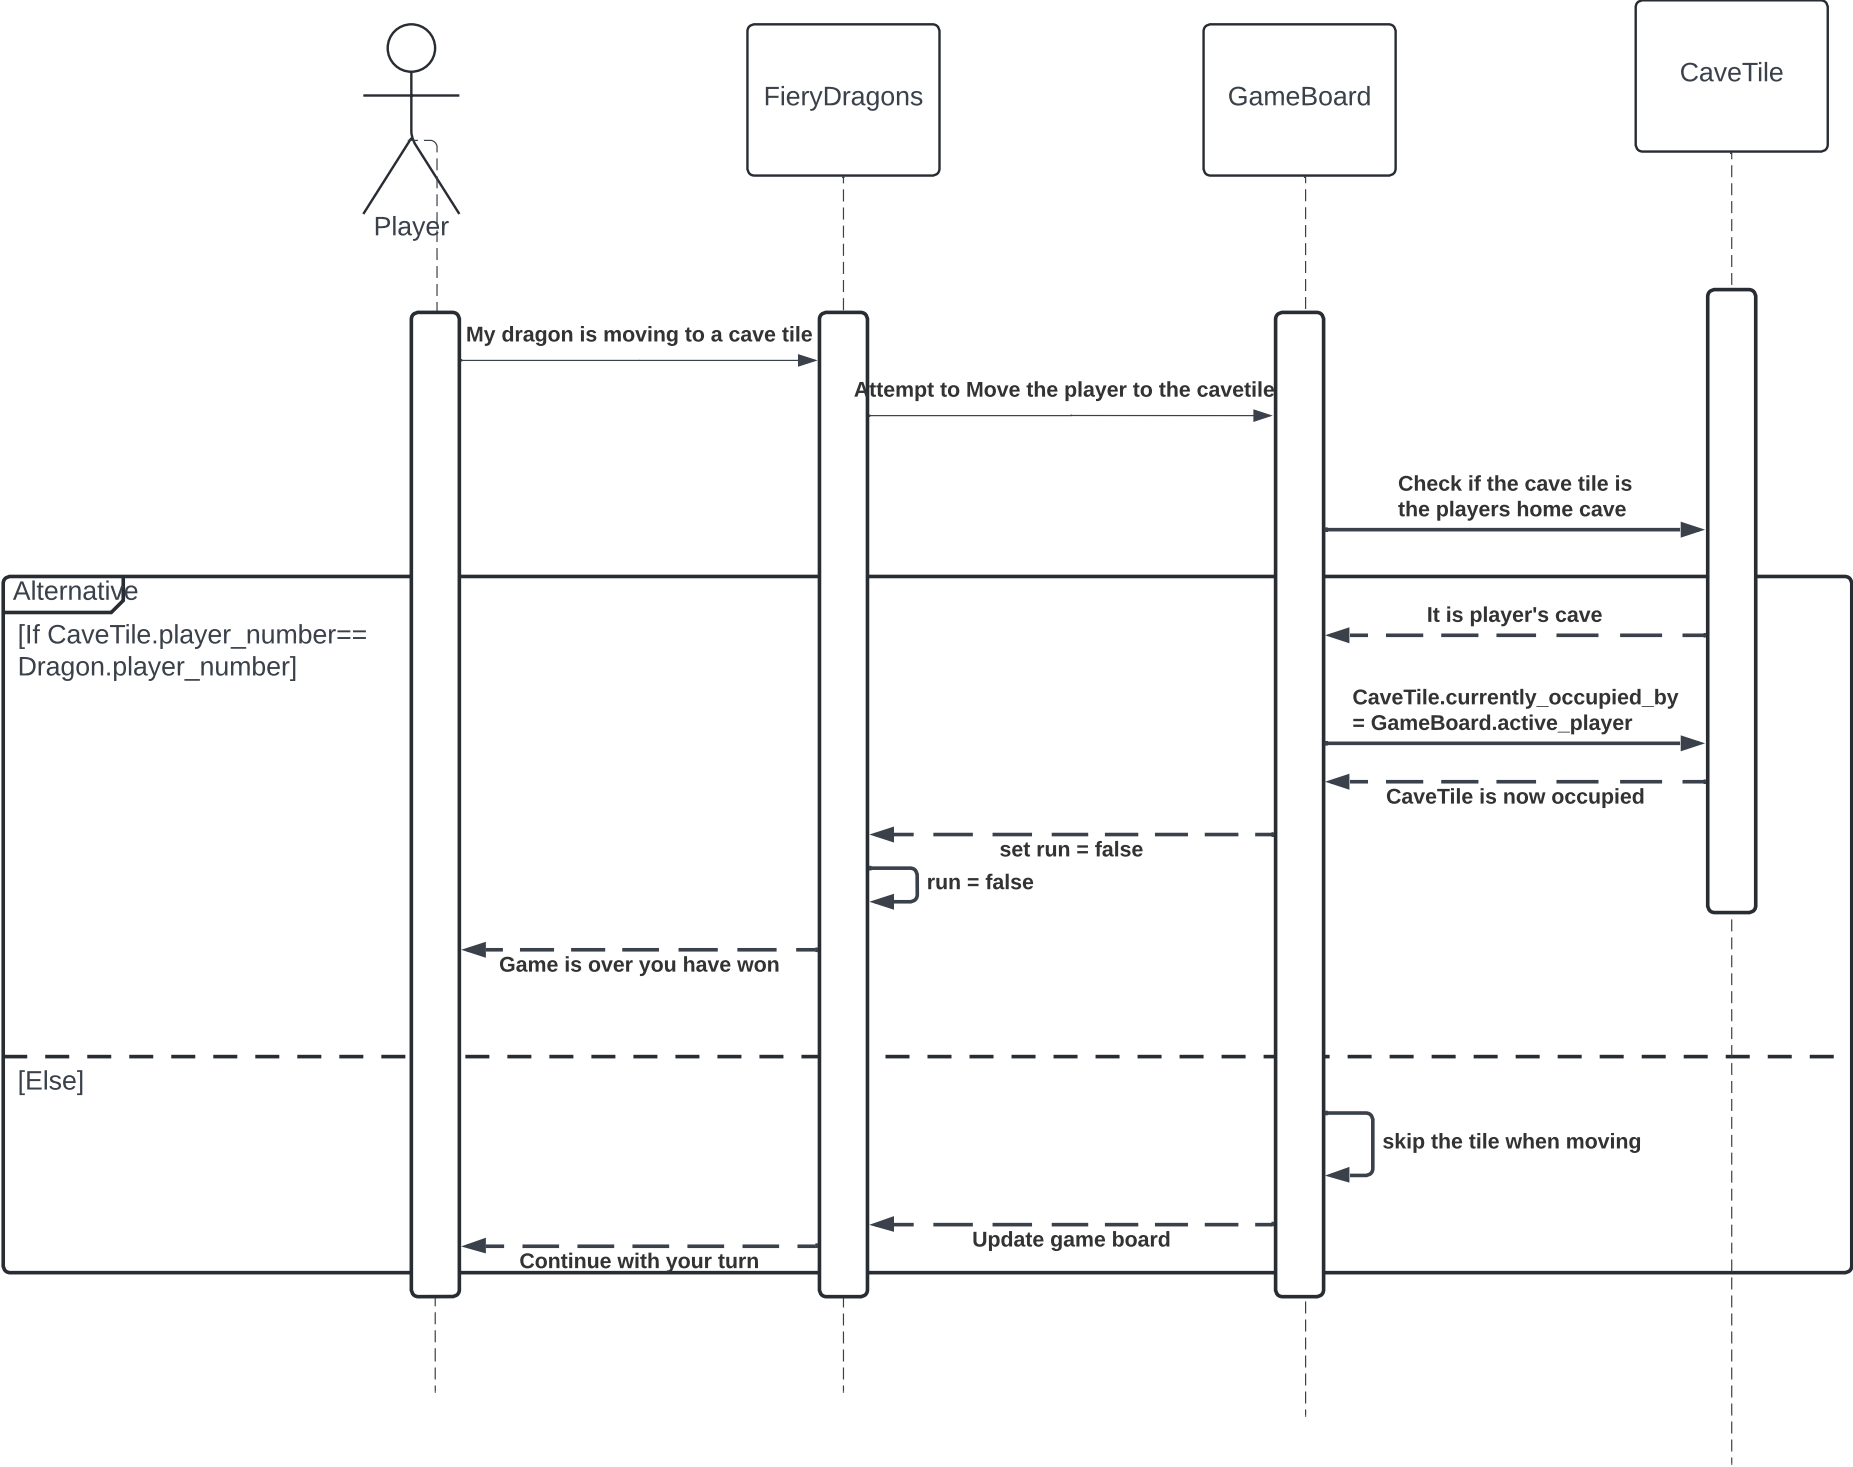 CaveTile
FieryDragons
GameBoard
Player
My dragon is moving to a cave tile
Attempt to Move the player to the cavetile
Check if the cave tile is
the players home cave
Alternative
[If CaveTile.player_number==
Dragon.player_number]
It is player's cave
CaveTile.currently_occupied_by
= GameBoard.active_player
CaveTile is now occupied
set run = false
run = false
Game is over you have won
[Else]
skip the tile when moving
Update game board
Continue with your turn